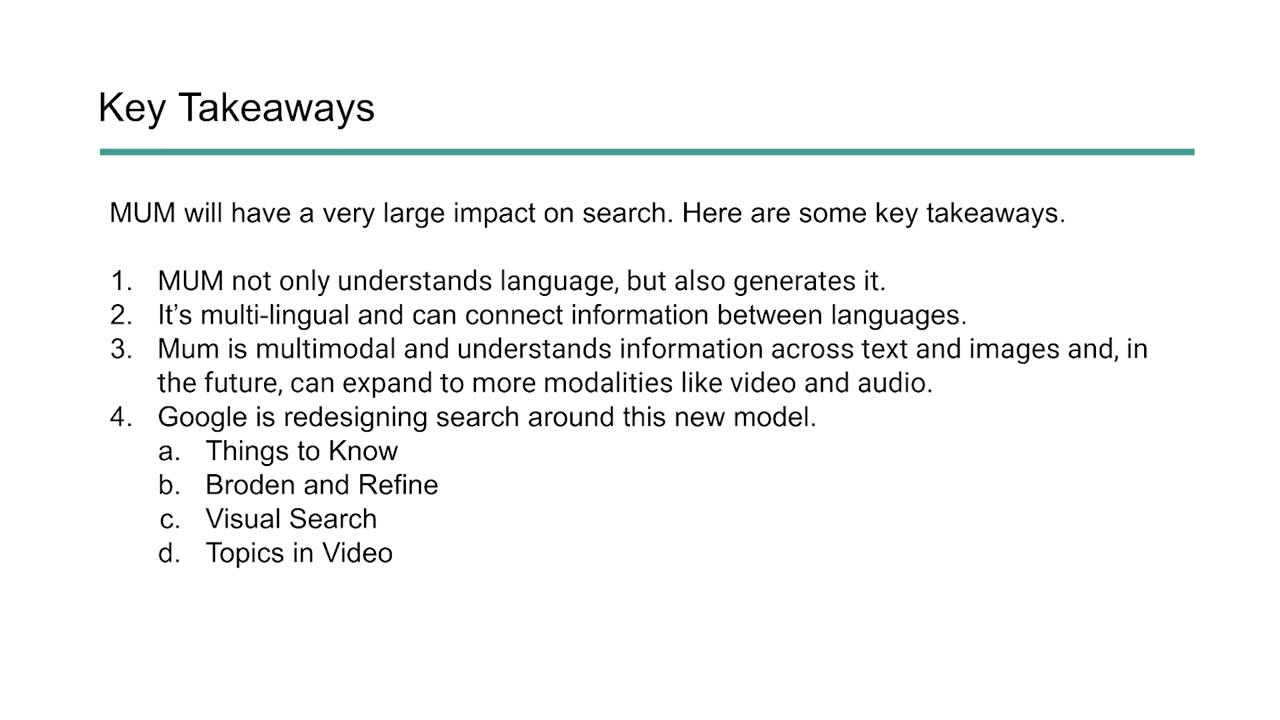 Key Takeaways
MUM will have a very large impact on search. Here are some key takeaways.
1. MUM not only understands language, but also generates it.
2. It's multi-lingual and can connect information between languages.
3. Mum is multimodal and understands information across text and images and, in
the future, can expand to more modalities like video and audio.
4. Google is redesigning search around this new model.
a. Things to Know
b. Broden and Refine
c. Visual Search
d. Topics in Video